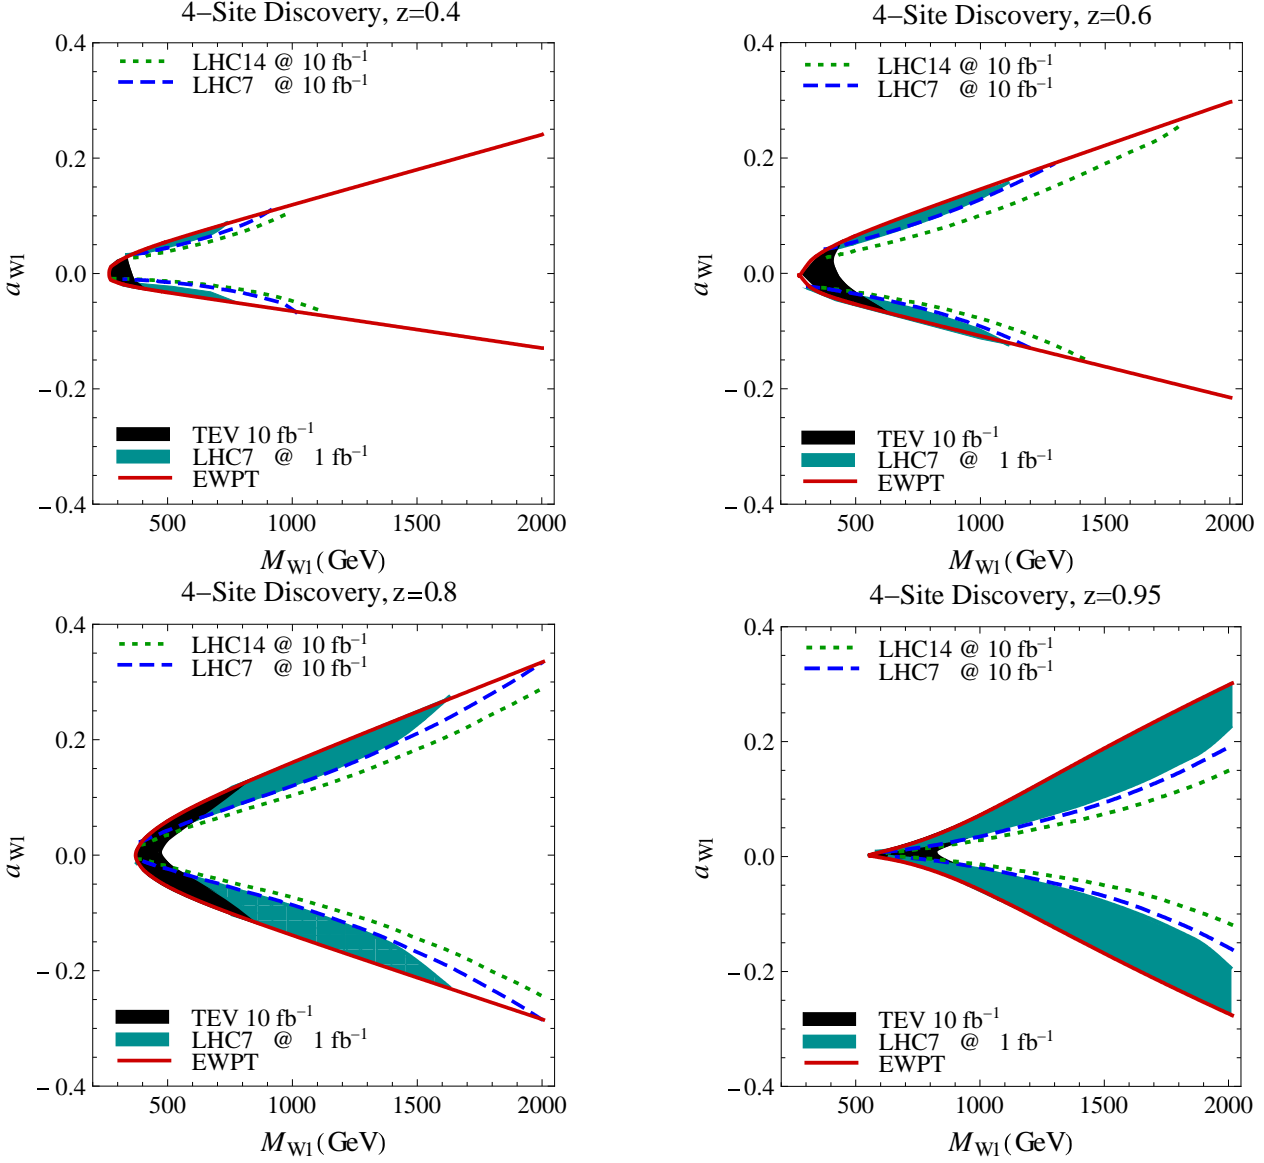 4−Site Discovery, z=0.4
0.4
0.2
0.0
−0.2
−0.4
LHC14 @ 10 fb⁻¹
LHC7 @ 10 fb⁻¹
TEV 10 fb⁻¹
LHC7 @ 1 fb⁻¹
EWPT
500 1000 1500 2000
M_W1 (GeV)
a_W1
4−Site Discovery, z=0.6
0.4
0.2
0.0
−0.2
−0.4
LHC14 @ 10 fb⁻¹
LHC7 @ 10 fb⁻¹
TEV 10 fb⁻¹
LHC7 @ 1 fb⁻¹
EWPT
500 1000 1500 2000
M_W1 (GeV)
a_W1
4−Site Discovery, z=0.8
0.4
0.2
0.0
−0.2
−0.4
LHC14 @ 10 fb⁻¹
LHC7 @ 10 fb⁻¹
TEV 10 fb⁻¹
LHC7 @ 1 fb⁻¹
EWPT
500 1000 1500 2000
M_W1 (GeV)
a_W1
4−Site Discovery, z=0.95
0.4
0.2
0.0
−0.2
−0.4
LHC14 @ 10 fb⁻¹
LHC7 @ 10 fb⁻¹
TEV 10 fb⁻¹
LHC7 @ 1 fb⁻¹
EWPT
500 1000 1500 2000
M_W1 (GeV)
a_W1